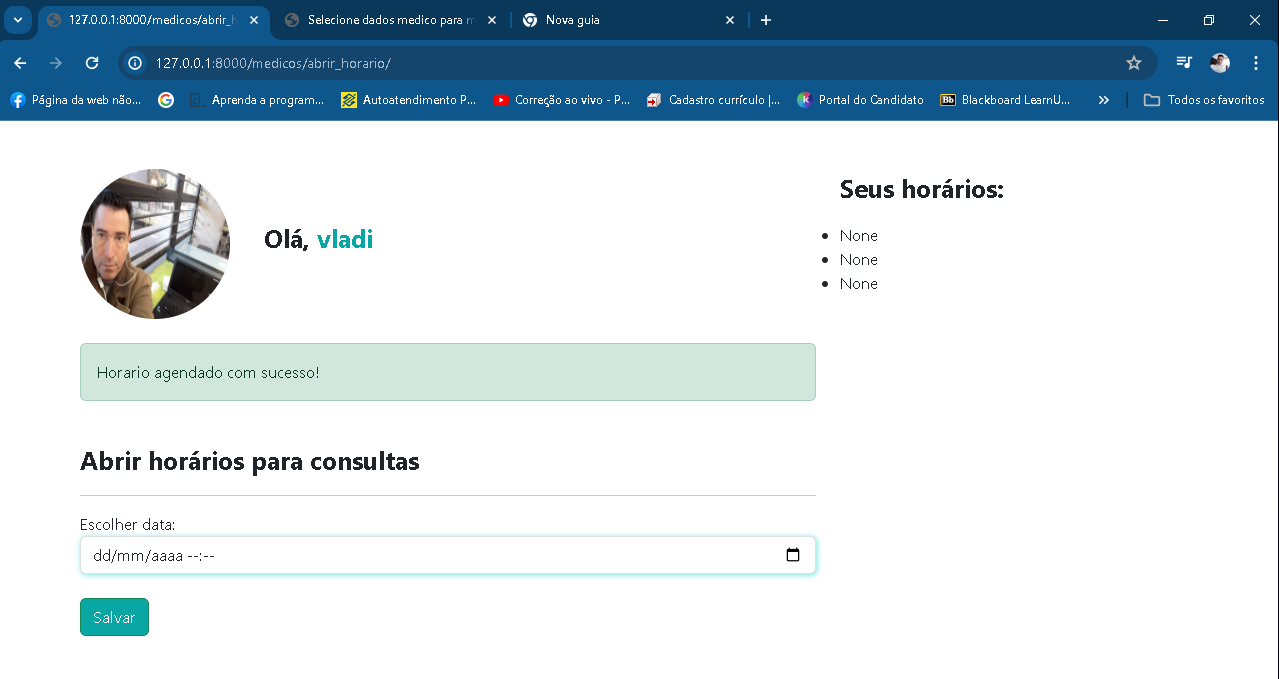 127.0.0.1:8000/medicos/abrir_h
Selecione dados medico para m
Nova guia
127.0.0.1:8000/medicos/abrir_horario/
Página da web não...
Aprenda a program...
Autoatendimento P...
Correção ao vivo - P...
Cadastro currículo |...
Portal do Candidato
Bb
Blackboard LearnU...
Todos os favoritos
Seus horários:
Olá, vladi
None
None
None
Horario agendado com sucesso!
Abrir horários para consultas
Escolher data:
dd/mm/aaaa --:--
Salvar